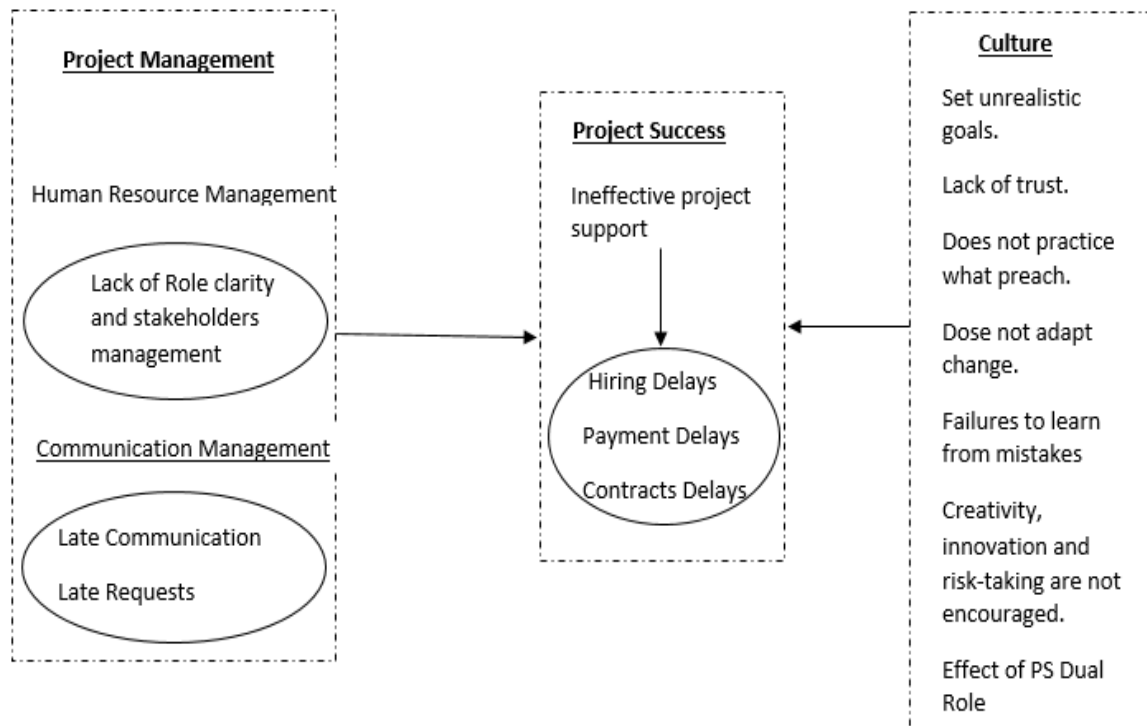 Project Management
Human Resource Management
Lack of Role clarity
and stakeholders
management
Communication Management
Late Communication
Late Requests
Project Success
Ineffective project
support
Hiring Delays
Payment Delays
Contracts Delays
Culture
Set unrealistic
goals.
Lack of trust.
Does not practice
what preach.
Dose not adapt
change.
Failures to learn
from mistakes
Creativity,
innovation and
risk-taking are not
encouraged.
Effect of PS Dual
Role